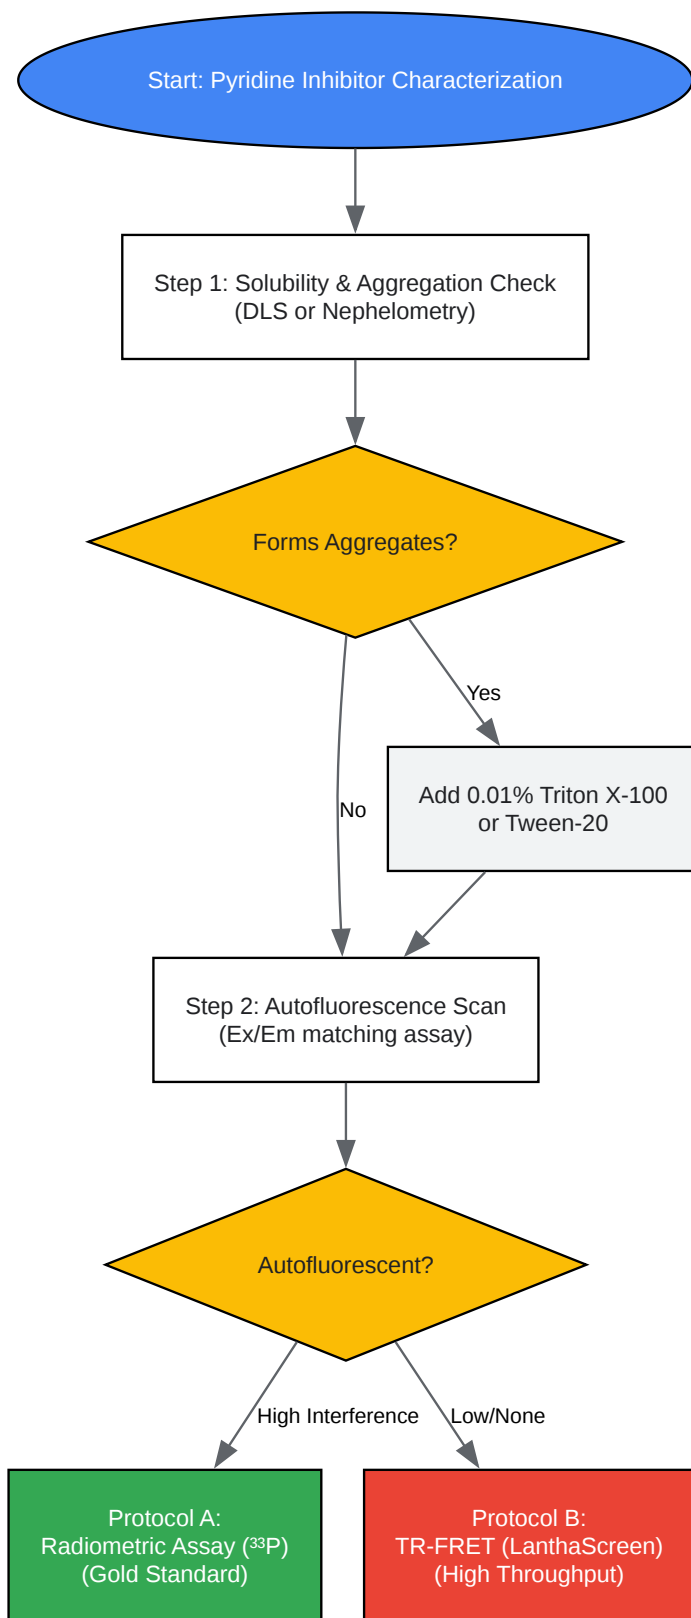 Start: Pyridine Inhibitor Characterization
Step 1: Solubility & Aggregation Check
(DLS or Nephelometry)
Forms Aggregates?
Yes
Add 0.01% Triton X-100
or Tween-20
No
Step 2: Autofluorescence Scan
(Ex/Em matching assay)
Autofluorescent?
High Interference
Low/None
Protocol A:
Radiometric Assay (³³P)
(Gold Standard)
Protocol B:
TR-FRET (LanthaScreen)
(High Throughput)